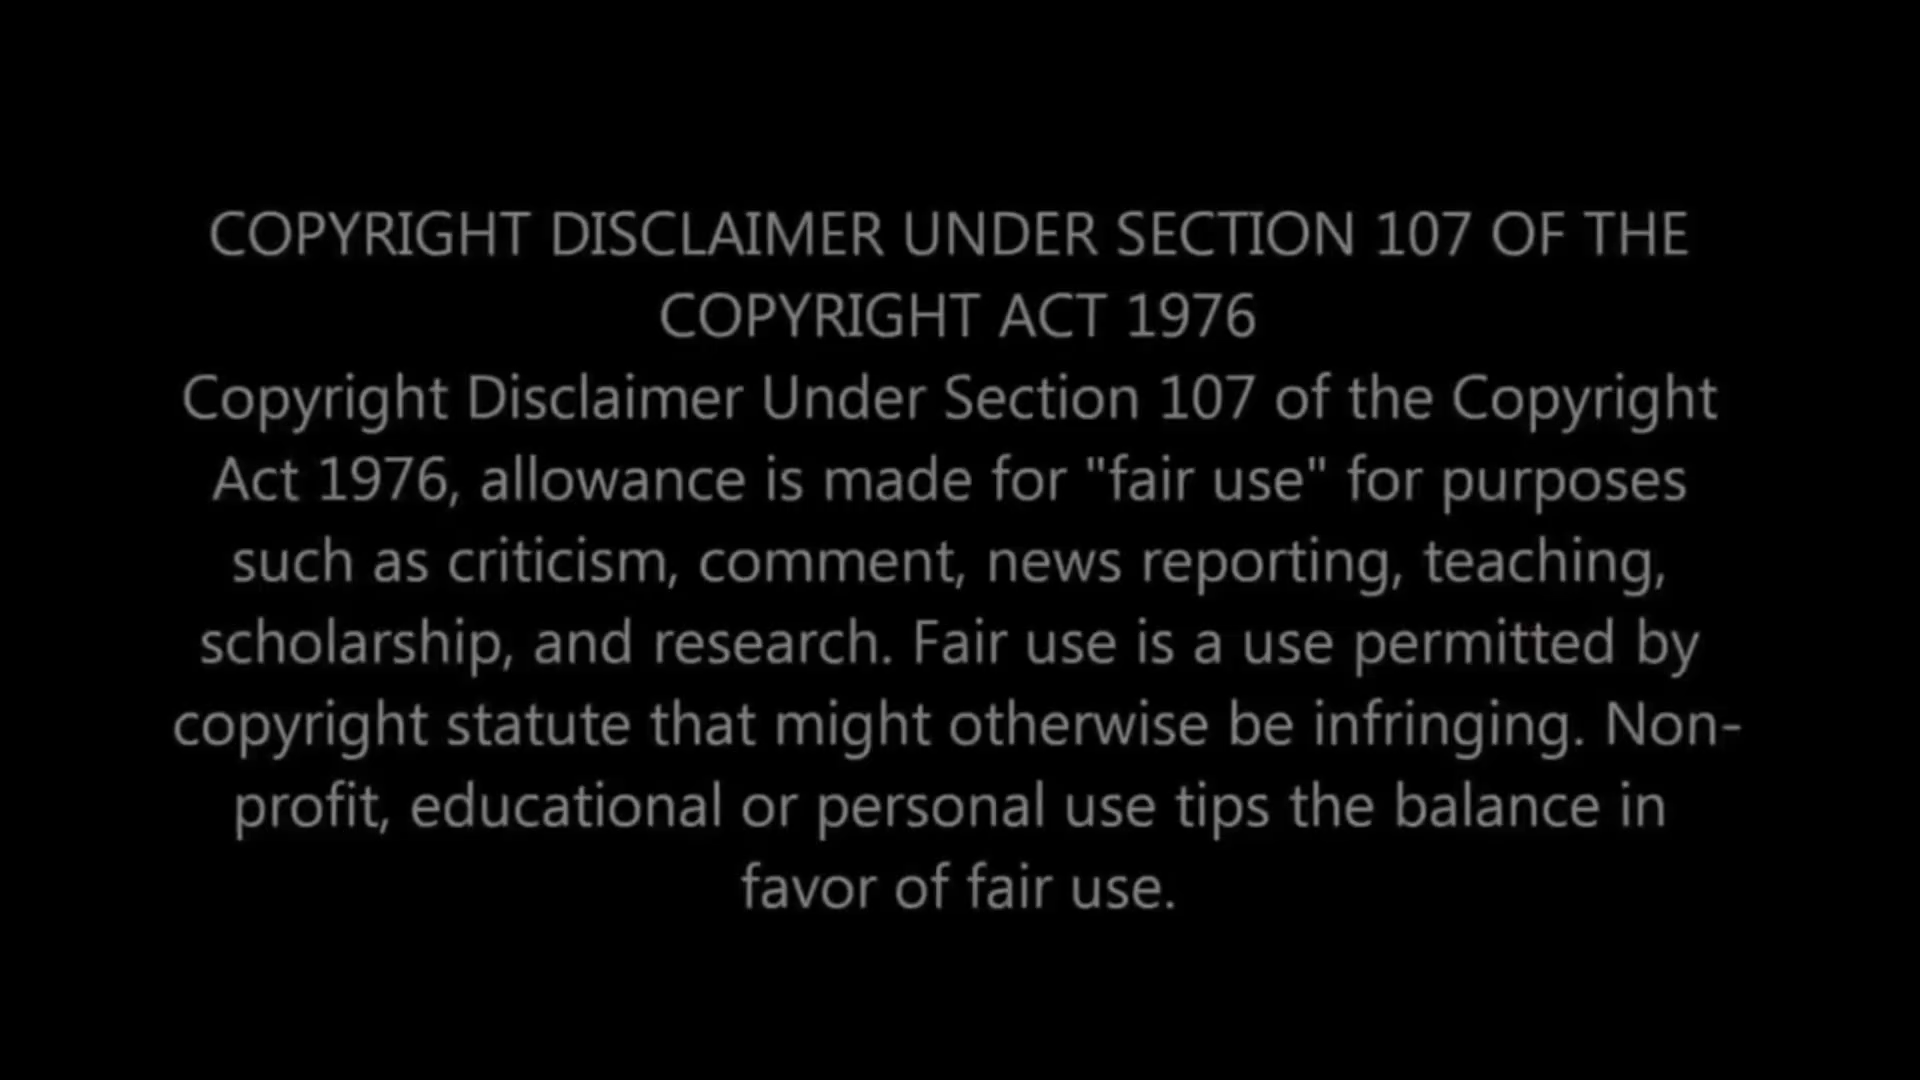 COPYRIGHT DISCLAIMER UNDER SECTION 107 OF THE
COPYRIGHT ACT 1976
Copyright Disclaimer Under Section 107 of the Copyright
Act 1976, allowance is made for "fair use" for purposes
such as criticism, comment, news reporting, teaching,
scholarship, and research. Fair use is a use permitted by
copyright statute that might otherwise be infringing. Non-
profit, educational or personal use tips the balance in
favor of fair use.